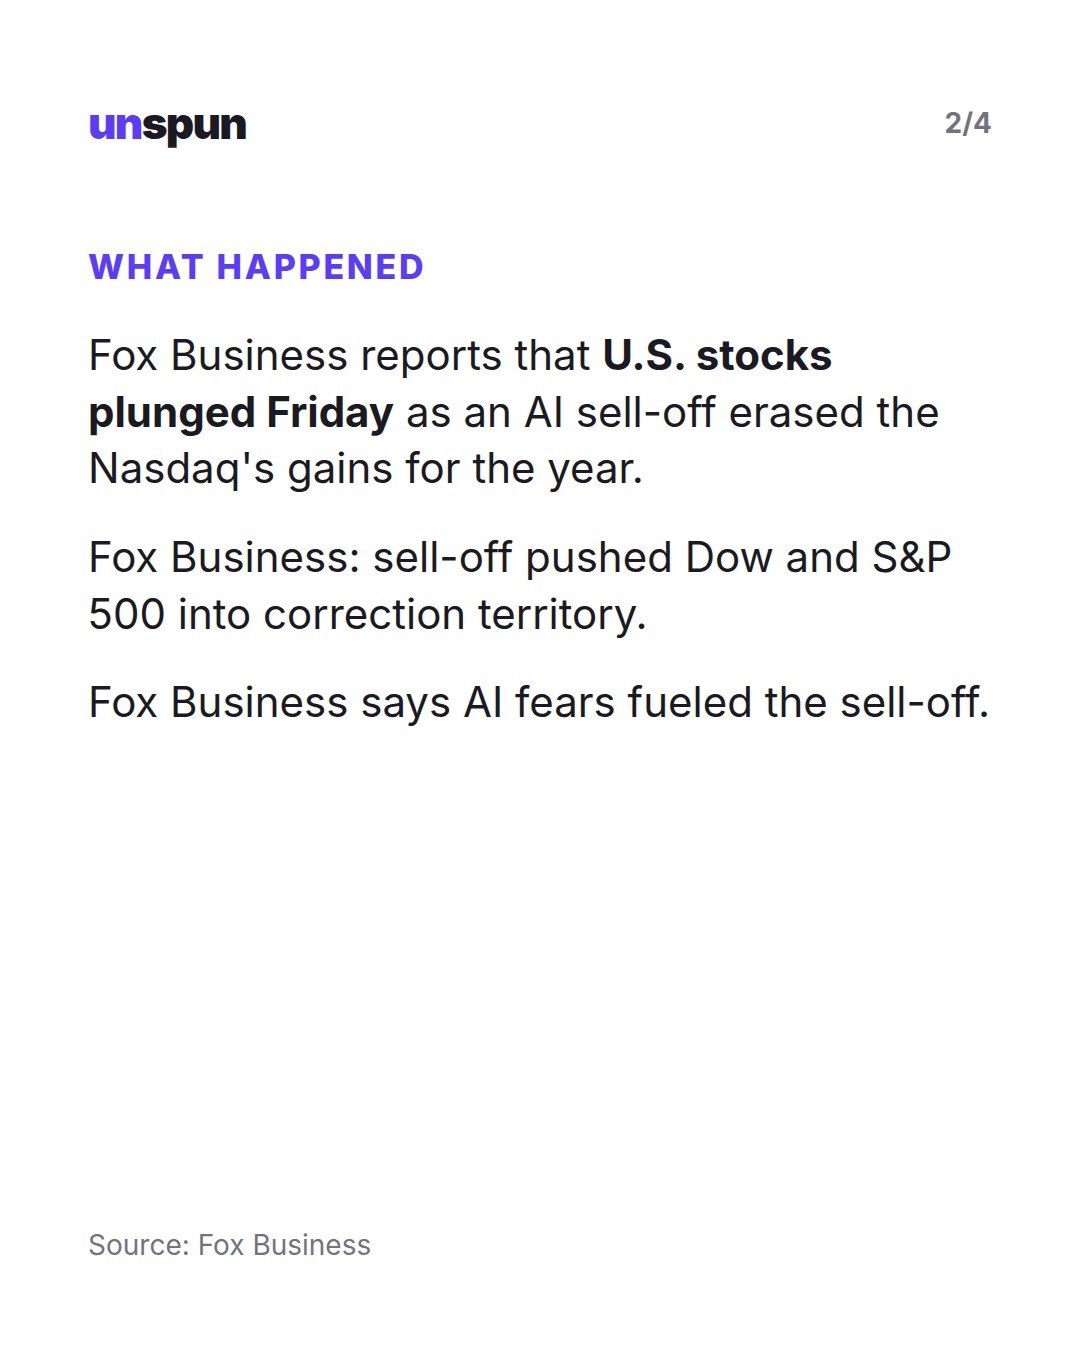 unspun
2/4
WHAT HAPPENED
Fox Business reports that U.S. stocks
plunged Friday as an AI sell-off erased the
Nasdaq's gains for the year.
Fox Business: sell-off pushed Dow and S&P
500 into correction territory.
Fox Business says AI fears fueled the sell-off.
Source: Fox Business